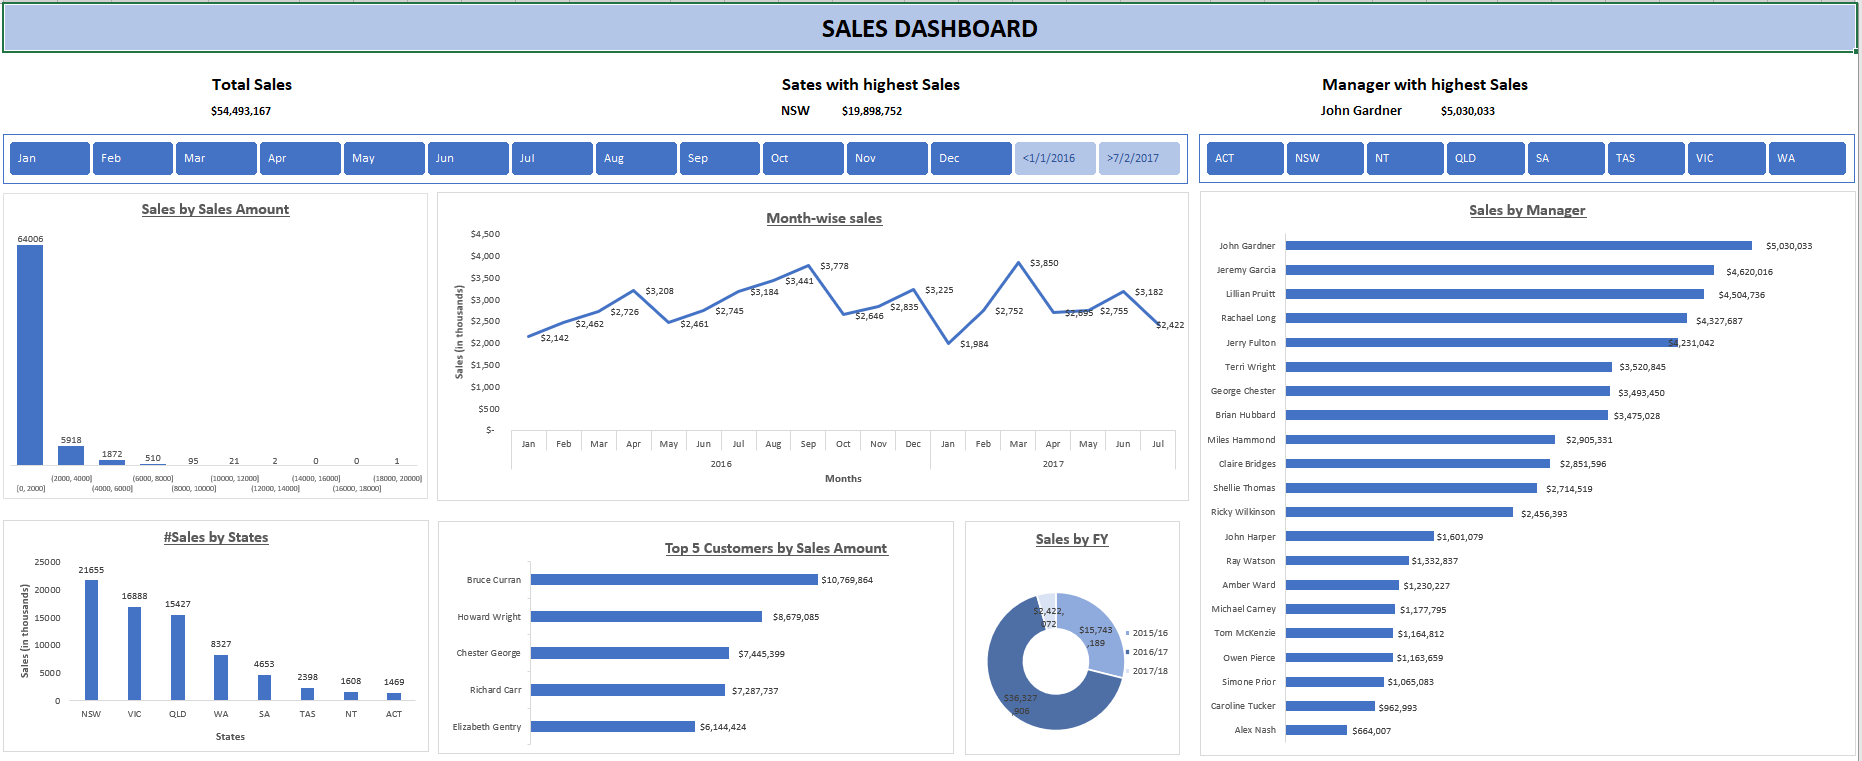 SALES DASHBOARD
Total Sales
$54,493,167
Sates with highest Sales
NSW $19,898,752
Manager with highest Sales
John Gardner $5,030,033
Jan Feb Mar Apr May Jun Jul Aug Sep Oct Nov Dec <1/1/2016 >7/2/2017
ACT NSW NT QLD SA TAS VIC WA
Sales by Sales Amount
64006
5918
1872
510
95
21
2
0
0
1
[0, 2000]
(2000, 4000]
(4000, 6000]
(6000, 8000]
(8000, 10000]
(10000, 12000]
(12000, 14000]
(14000, 16000]
(16000, 18000]
(18000, 20000]
Month-wise sales
Sales (in thousands)
$4,500
$4,000
$3,500
$3,000
$2,500
$2,000
$1,500
$1,000
$500
$-
$2,142
$2,462
$2,726
$3,208
$2,461
$2,745
$3,184
$3,441
$3,778
$2,646
$2,835
$3,225
$1,984
$2,752
$3,850
$2,695
$2,755
$3,182
$2,422
Jan Feb Mar Apr May Jun Jul Aug Sep Oct Nov Dec Jan Feb Mar Apr May Jun Jul
2016 2017
Months
Sales by Manager
John Gardner $5,030,033
Jeremy Garcia $4,620,016
Lillian Pruitt $4,504,736
Rachael Long $4,327,687
Jerry Fulton $4,231,042
Terri Wright $3,520,845
George Chester $3,493,450
Brian Hubbard $3,475,028
Miles Hammond $2,905,331
Claire Bridges $2,851,596
Shellie Thomas $2,714,519
Ricky Wilkinson $2,456,393
John Harper $1,601,079
Ray Watson $1,332,837
Amber Ward $1,230,227
Michael Carney $1,177,795
Tom McKenzie $1,164,812
Owen Pierce $1,163,659
Simone Prior $1,065,083
Caroline Tucker $962,993
Alex Nash $664,007
#Sales by States
Sales (in thousands)
25000
20000
15000
10000
5000
0
21655
16888
15427
8327
4653
2398
1608
1469
NSW VIC QLD WA SA TAS NT ACT
States
Top 5 Customers by Sales Amount
Bruce Curran $10,769,864
Howard Wright $8,679,085
Chester George $7,445,399
Richard Carr $7,287,737
Elizabeth Gentry $6,144,424
Sales by FY
$2,422,
072
$15,743
,189
$36,327
,906
2015/16
2016/17
2017/18